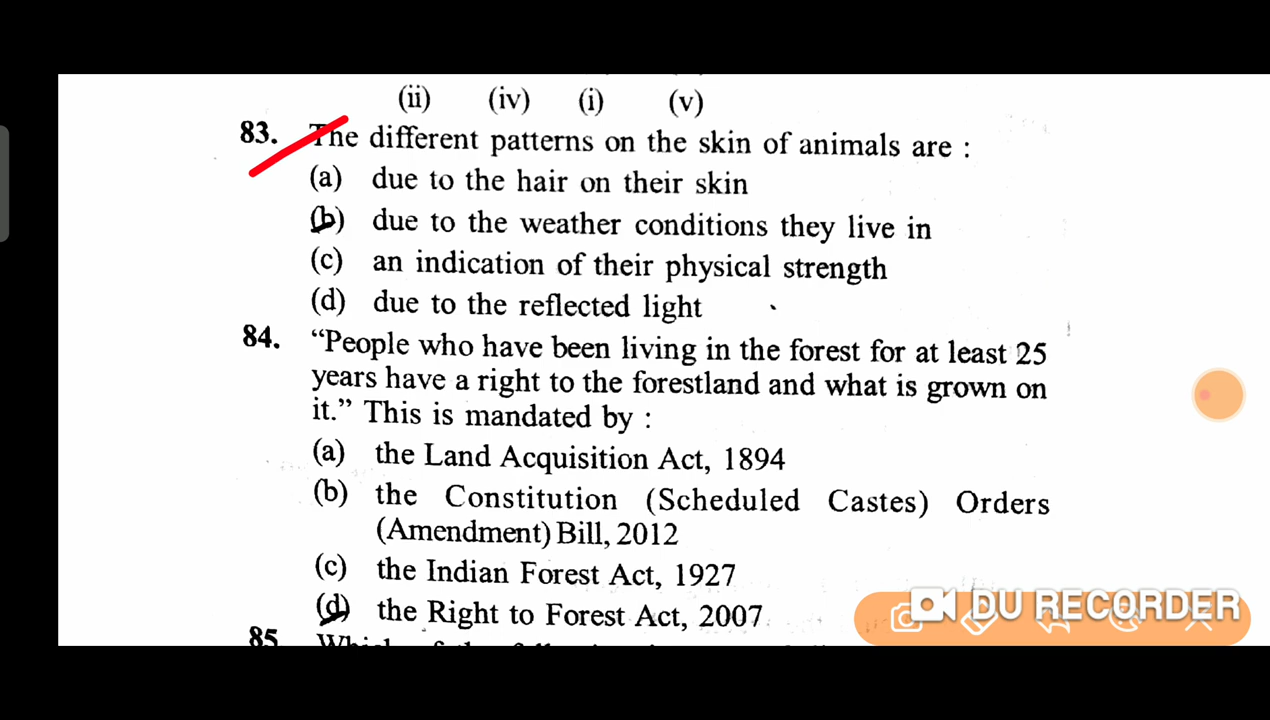 (ii) (iv) (i) (v)
83. The different patterns on the skin of animals are :
(a) due to the hair on their skin
(b) due to the weather conditions they live in
(c) an indication of their physical strength
(d) due to the reflected light
84. “People who have been living in the forest for at least 25
years have a right to the forestland and what is grown on
it.” This is mandated by :
(a) the Land Acquisition Act, 1894
(b) the Constitution (Scheduled Castes) Orders
(Amendment) Bill, 2012
(c) the Indian Forest Act, 1927
(d) the Right to Forest Act, 2007
DU RECORDER
85